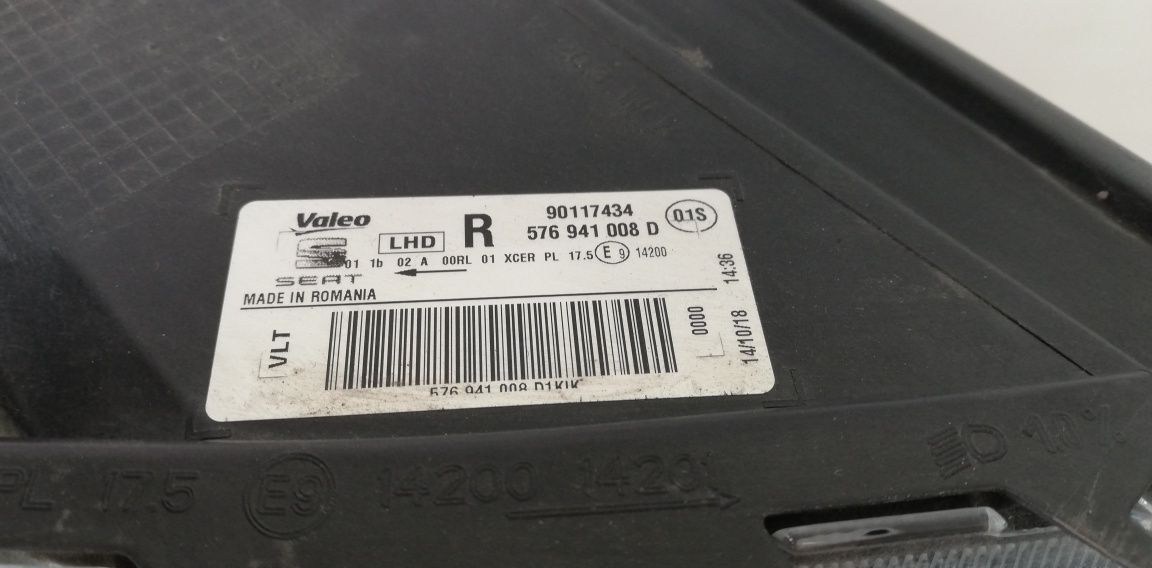 Valeo
LHD
R
90117434
576 941 008 D
01S
01 1b 02 A 00RL 01 XCER PL 17.5 E 9 14200
SEAT
MADE IN ROMANIA
VLT
0000
14/10/18 14:36
576 941 008 D1KIK
PL 17.5 E9 14200 14201
1.0%